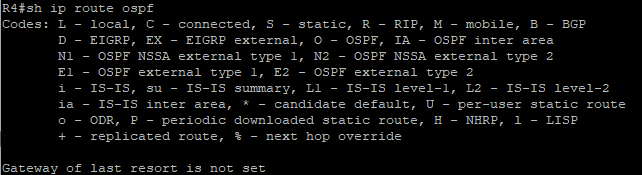 R4#sh ip route ospf
Codes: L - local, C - connected, S - static, R - RIP, M - mobile, B - BGP
D - EIGRP, EX - EIGRP external, O - OSPF, IA - OSPF inter area
N1 - OSPF NSSA external type 1, N2 - OSPF NSSA external type 2
E1 - OSPF external type 1, E2 - OSPF external type 2
i - IS-IS, su - IS-IS summary, L1 - IS-IS level-1, L2 - IS-IS level-2
ia - IS-IS inter area, * - candidate default, U - per-user static route
o - ODR, P - periodic downloaded static route, H - NHRP, l - LISP
+ - replicated route, % - next hop override
Gateway of last resort is not set